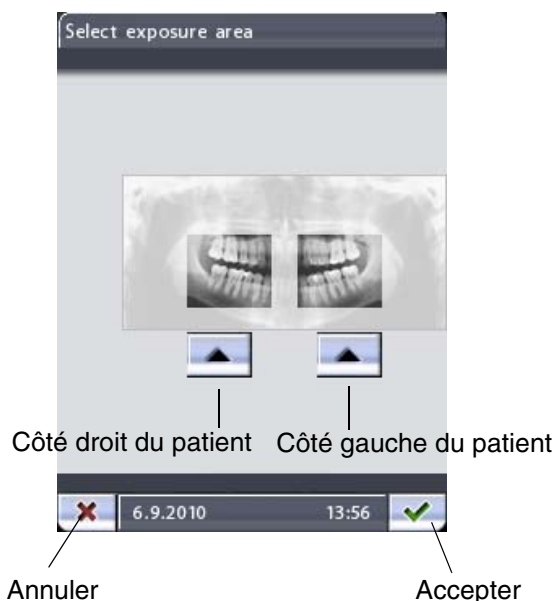 Select exposure area
Côté droit du patient Côté gauche du patient
6.9.2010 13:56
Annuler Accepter